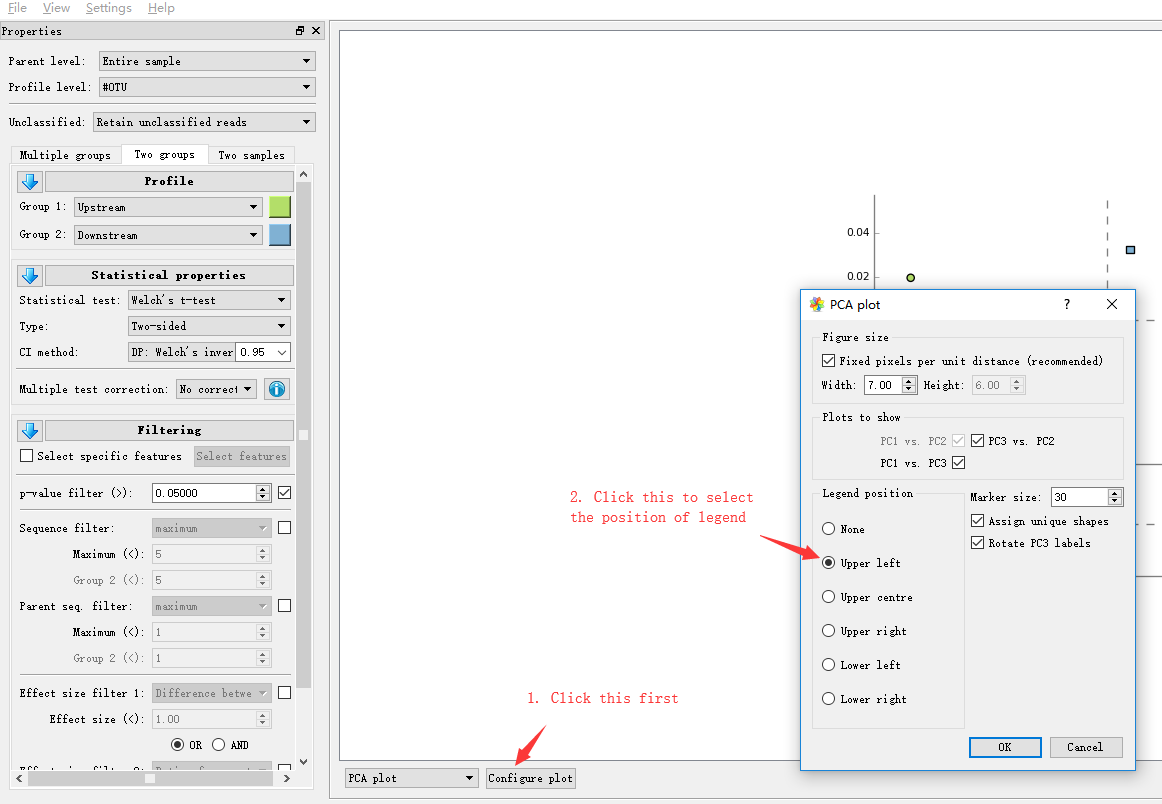 File View Settings Help
Properties
Parent level: Entire sample
Profile level: #OTU
Unclassified: Retain unclassified reads
Multiple groups Two groups Two samples
Profile
Group 1: Upstream
Group 2: Downstream
Statistical properties
Statistical test: Welch's t-test
Type: Two-sided
CI method: DP: Welch's inver 0.95
Multiple test correction: No correct
Filtering
Select specific features Select features
p-value filter (>): 0.05000
Sequence filter: maximum
Maximum (<): 5
Group 2 (<): 5
Parent seq. filter: maximum
Maximum (<): 1
Group 2 (<): 1
Effect size filter 1: Difference betwe
Effect size (<): 1.00
OR AND
0.04
0.02
2. Click this to select
the position of legend
1. Click this first
PCA plot Configure plot
PCA plot ?
Figure size
Fixed pixels per unit distance (recommended)
Width: 7.00 Height: 6.00
Plots to show
PC1 vs. PC2 PC3 vs. PC2
PC1 vs. PC3
Legend position
None
Upper left
Upper centre
Upper right
Lower left
Lower right
Marker size: 30
Assign unique shapes
Rotate PC3 labels
OK Cancel